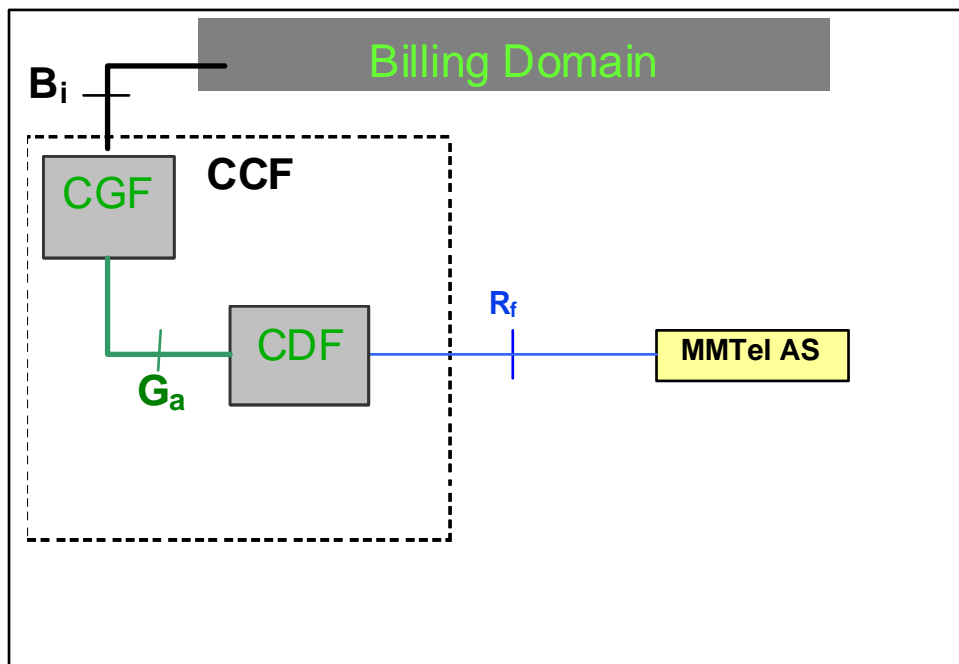 Billing Domain
Bi
CCF
CGF
Rf
CDF
MMTel AS
Ga